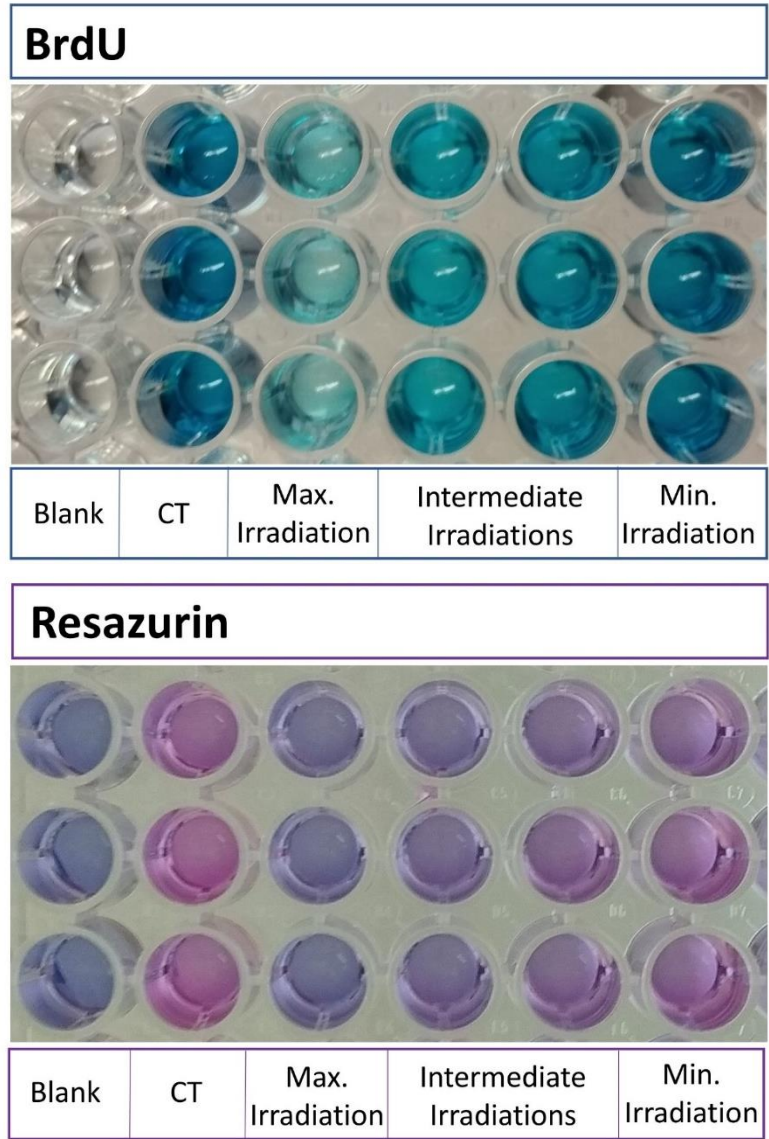 BrdU
Blank
CT
Max.
Irradiation
Intermediate
Irradiations
Min.
Irradiation
Resazurin
Blank
CT
Max.
Irradiation
Intermediate
Irradiations
Min.
Irradiation